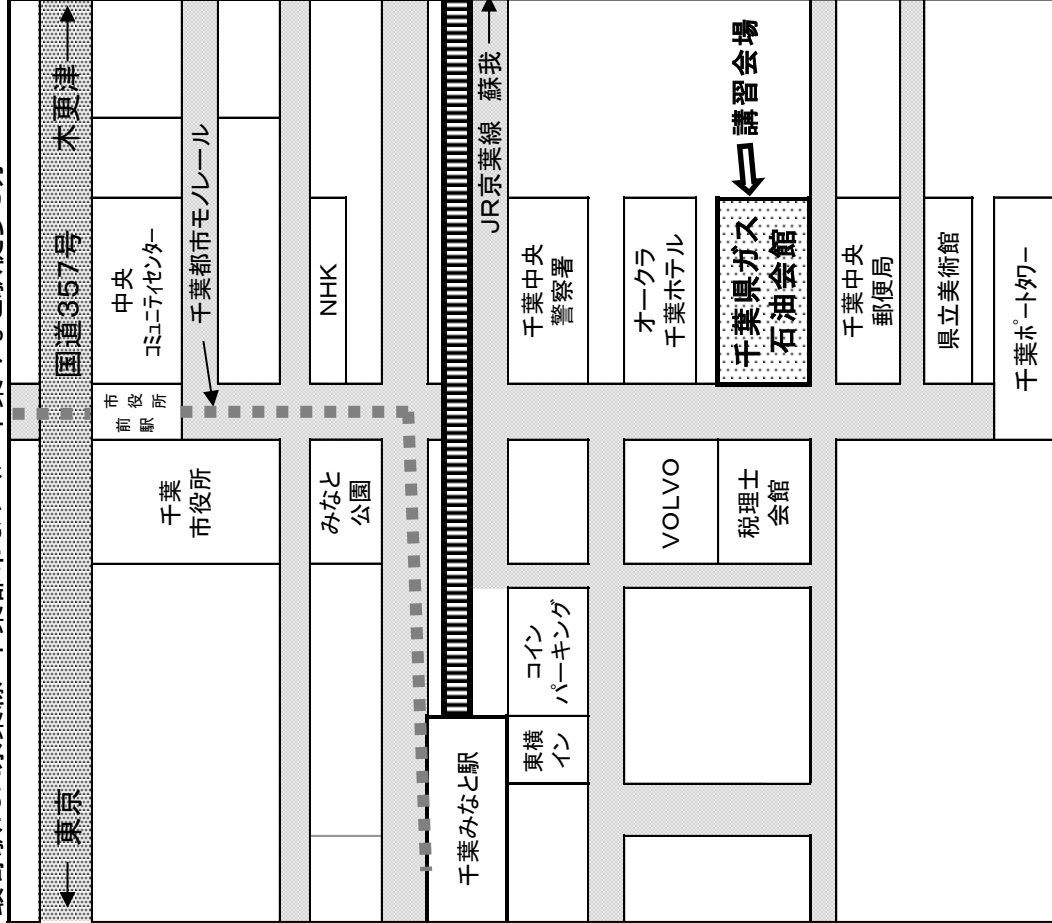 ← 東京
国道357号
木更津→
千葉
市役所
市役所
前駅
中央
コミュニティセンター
千葉都市モノレール
みなと
公園
NHK
千葉みなと駅
JR京葉線 蘇我→
東横
イン
コイン
パーキング
千葉中央
警察署
VOLVO
オークラ
千葉ホテル
税理士
会館
千葉県ガス
石油会館
講習会場
千葉中央
郵便局
県立美術館
千葉ポートタワー